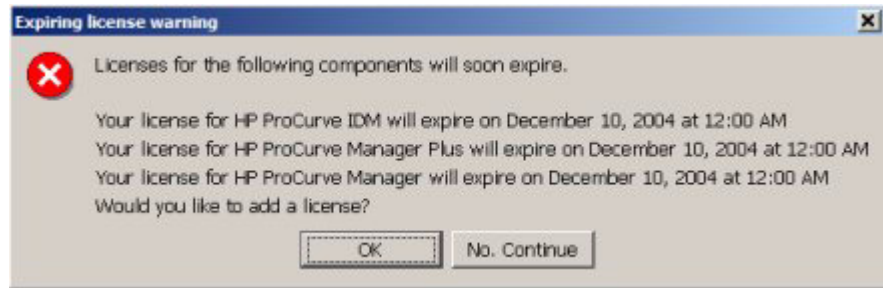 Expiring license warning
Licenses for the following components will soon expire.
Your license for HP ProCurve IDM will expire on December 10, 2004 at 12:00 AM
Your license for HP ProCurve Manager Plus will expire on December 10, 2004 at 12:00 AM
Your license for HP ProCurve Manager will expire on December 10, 2004 at 12:00 AM
Would you like to add a license?
OK No. Continue